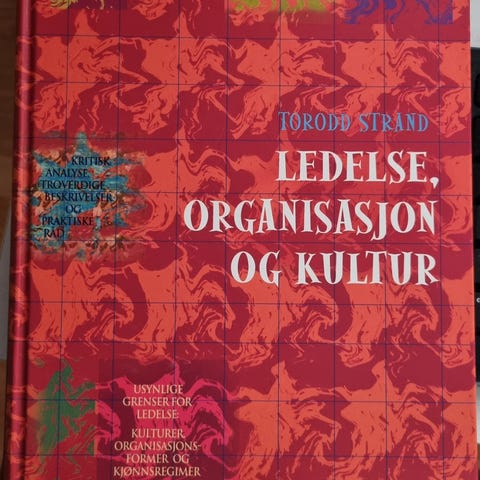 TORODD STRAND
LEDELSE,
ORGANISASJON
OG KULTUR
KRITISK
ANALYSE,
TROVERDIGE
BESKRIVELSER
OG
PRAKTISKE
RÅD
USYNLIGE
GRENSER FOR
LEDELSE:
KULTURER,
ORGANISASJONS-
FORMER OG
KJØNNSREGIMER